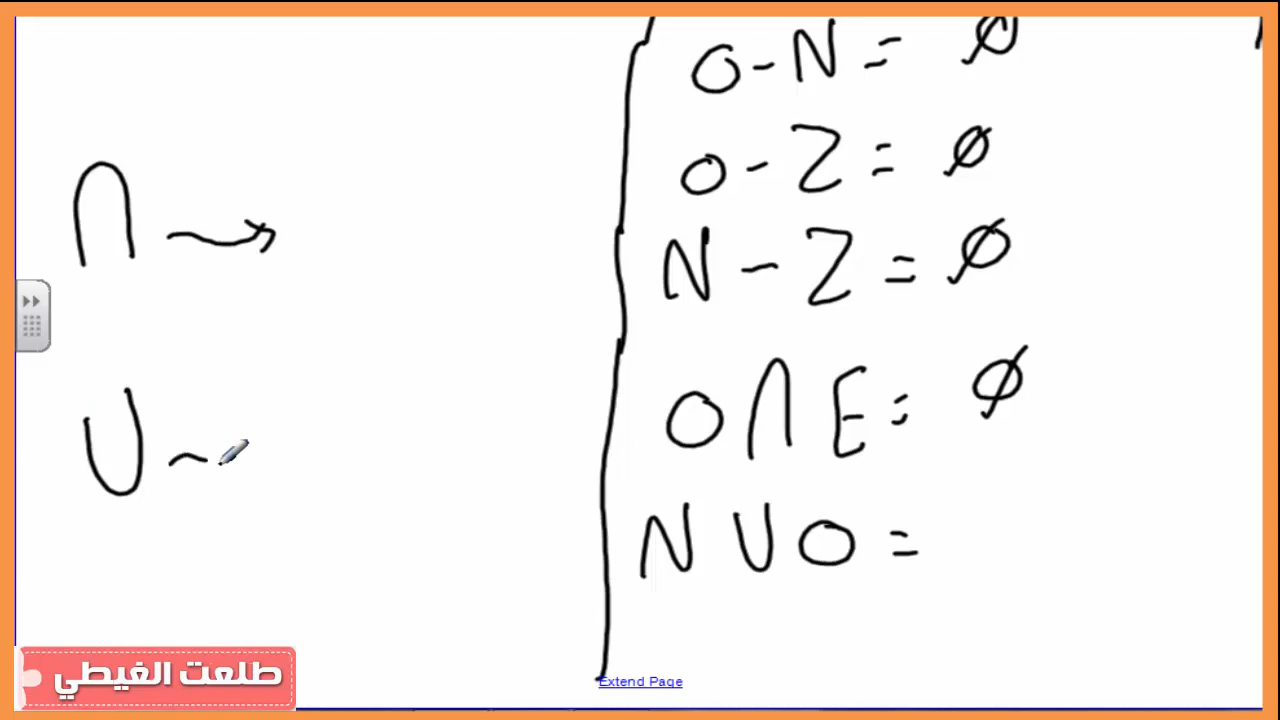 ∩ →
∪ ~
O - N = ∅
O - Z = ∅
N - Z = ∅
O ∩ E = ∅
N ∪ O =
Extend Page
طلعت الغيطي